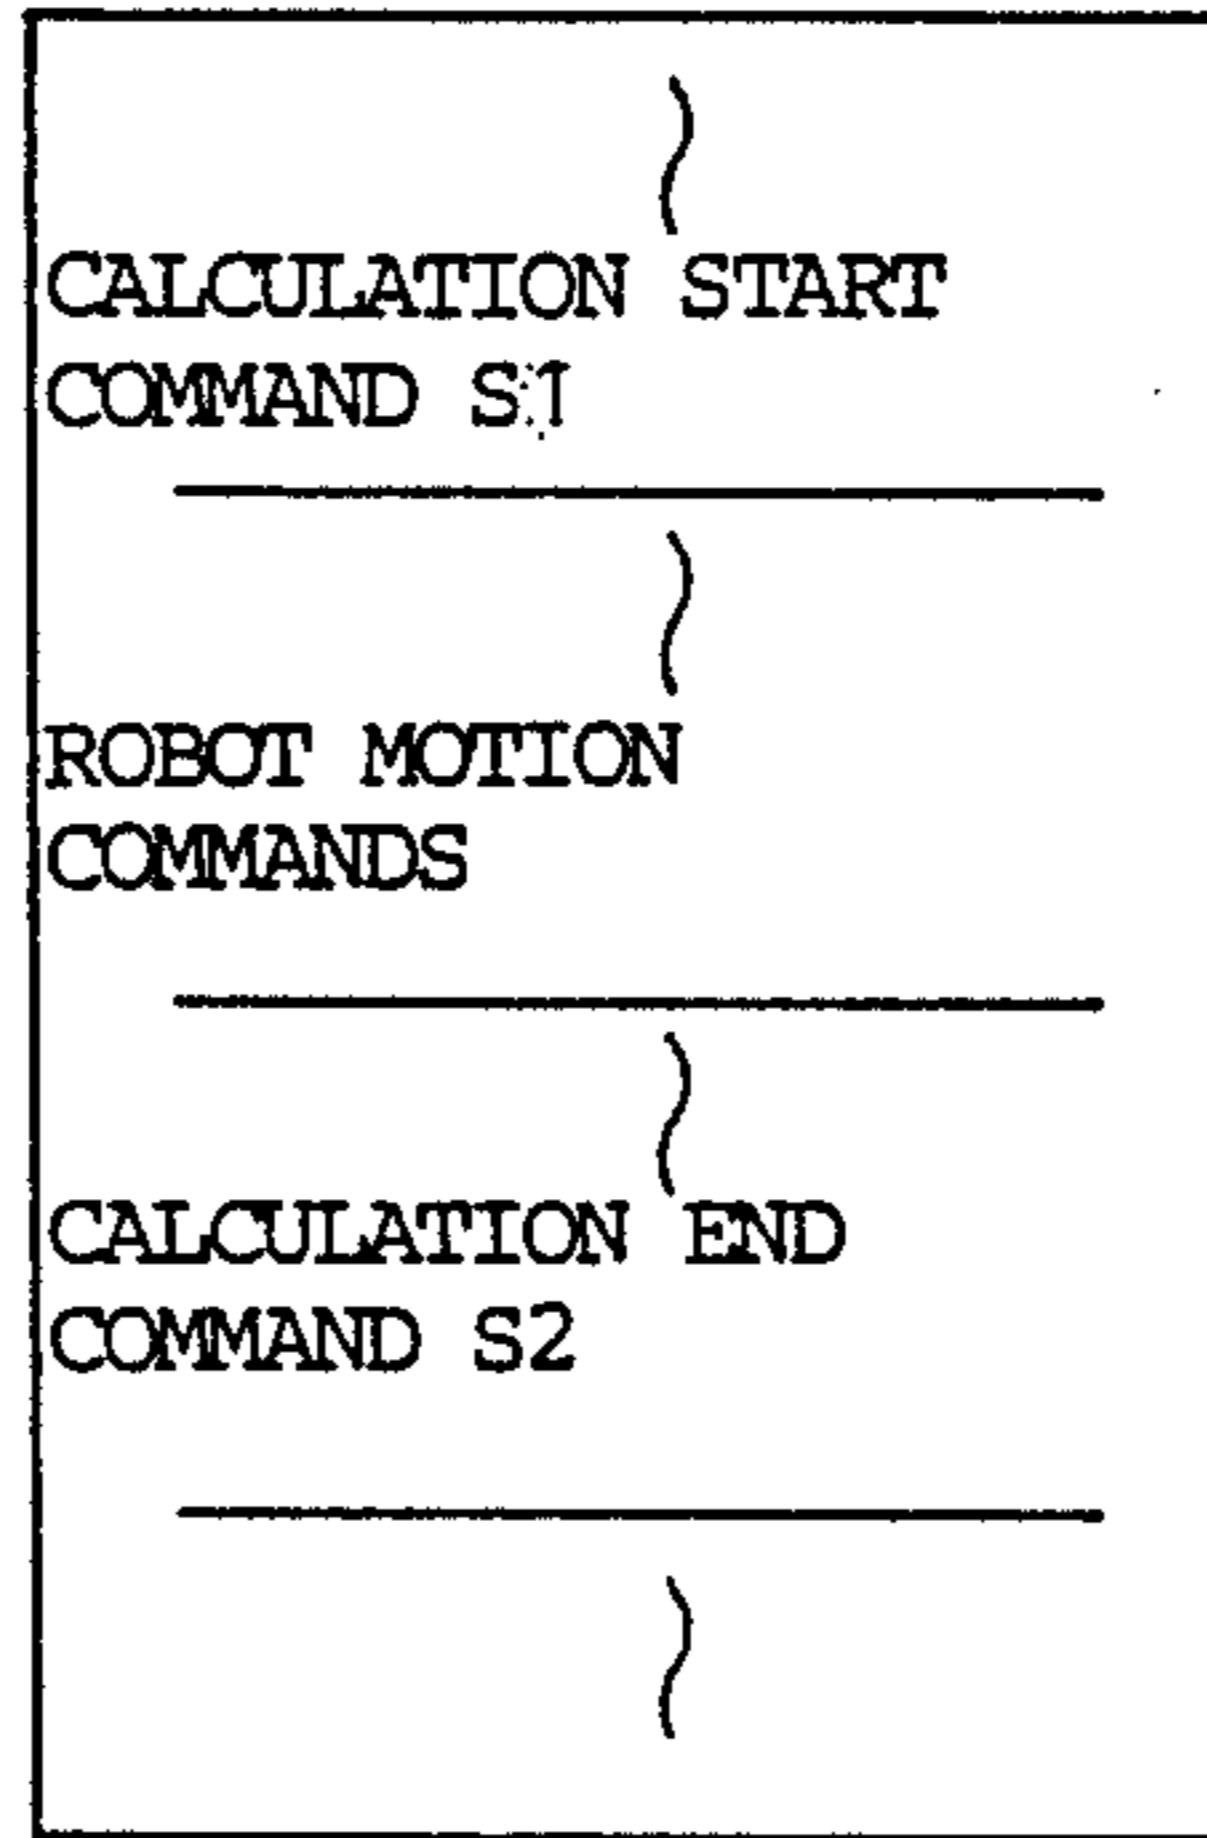 CALCULATION START
COMMAND S1
ROBOT MOTION
COMMANDS
CALCULATION END
COMMAND S2